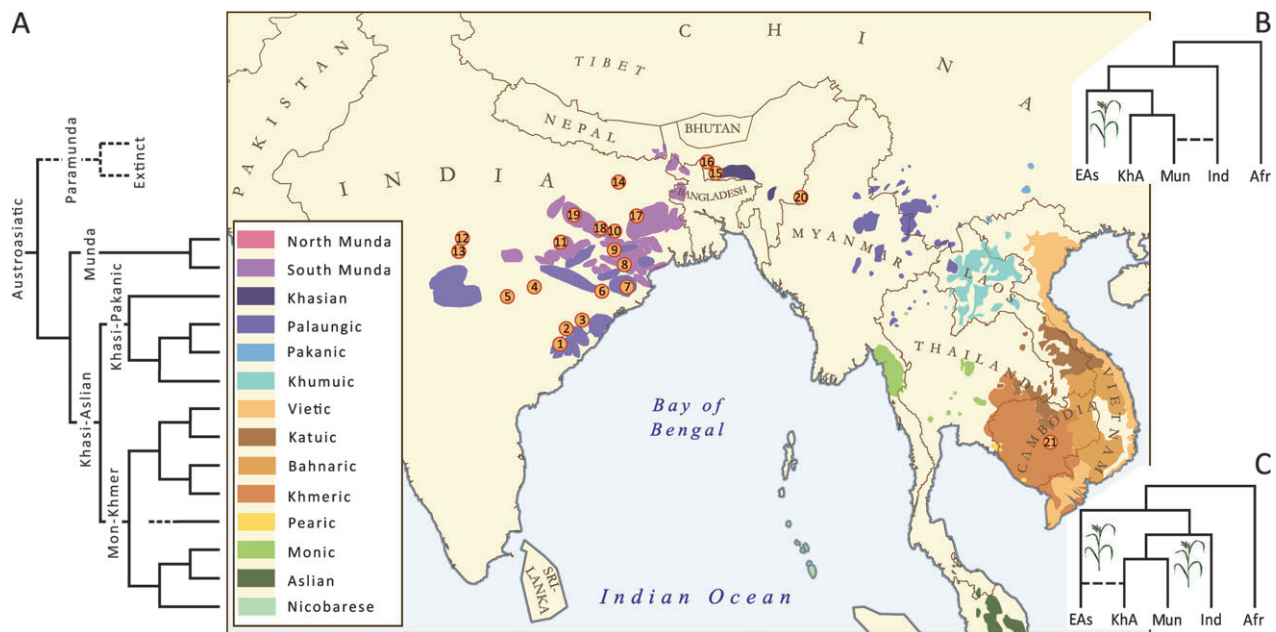 A
Austroasiatic
Paramunda
Extinct
Munda
Khasi-Aslian
Khasi-Pakanic
Mon-Khmer
North Munda
South Munda
Khasian
Palaungic
Pakanic
Khumuic
Vietic
Katuic
Bahnaric
Khmeric
Pearic
Monic
Aslian
Nicobarese
PAKISTAN
CHINA
TIBET
NEPAL
BHUTAN
INDIA
BANGLADESH
MYANMAR
LAOS
THAILAND
VIETNAM
CAMBODIA
SRI-
LANKA
Bay of
Bengal
Indian Ocean
16
15
14
20
19
17
18
10
12
13
11
9
8
4
5
6
7
3
2
1
21
B
EAs KhA Mun Ind Afr
C
EAs KhA Mun Ind Afr